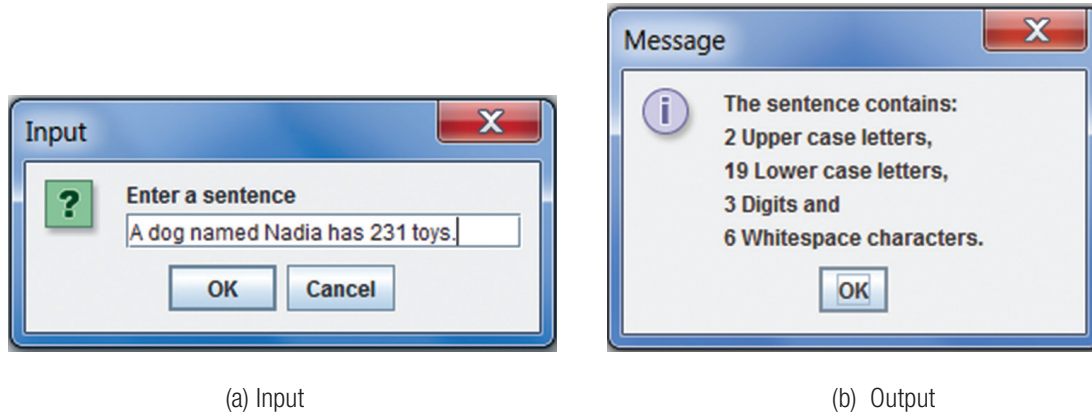 Input
Enter a sentence
A dog named Nadia has 231 toys.
OK Cancel
(a) Input
Message
The sentence contains:
2 Upper case letters,
19 Lower case letters,
3 Digits and
6 Whitespace characters.
OK
(b) Output